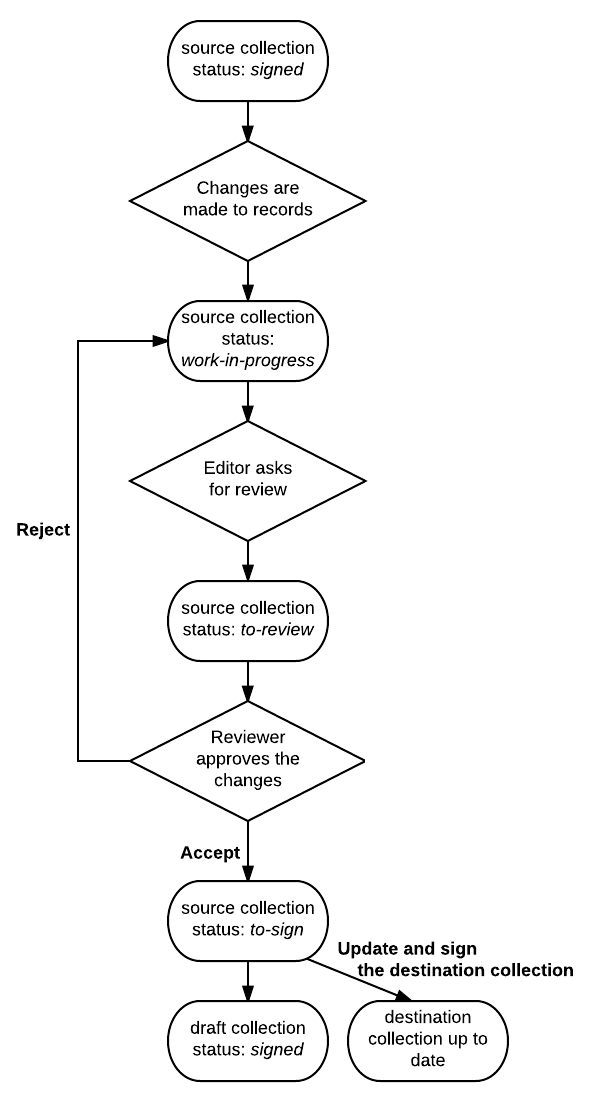 source collection
status: signed
Changes are
made to records
source collection
status:
work-in-progress
Editor asks
for review
Reject
source collection
status: to-review
Reviewer
approves the
changes
Accept
source collection
status: to-sign
Update and sign
the destination collection
draft collection
status: signed
destination
collection up to
date